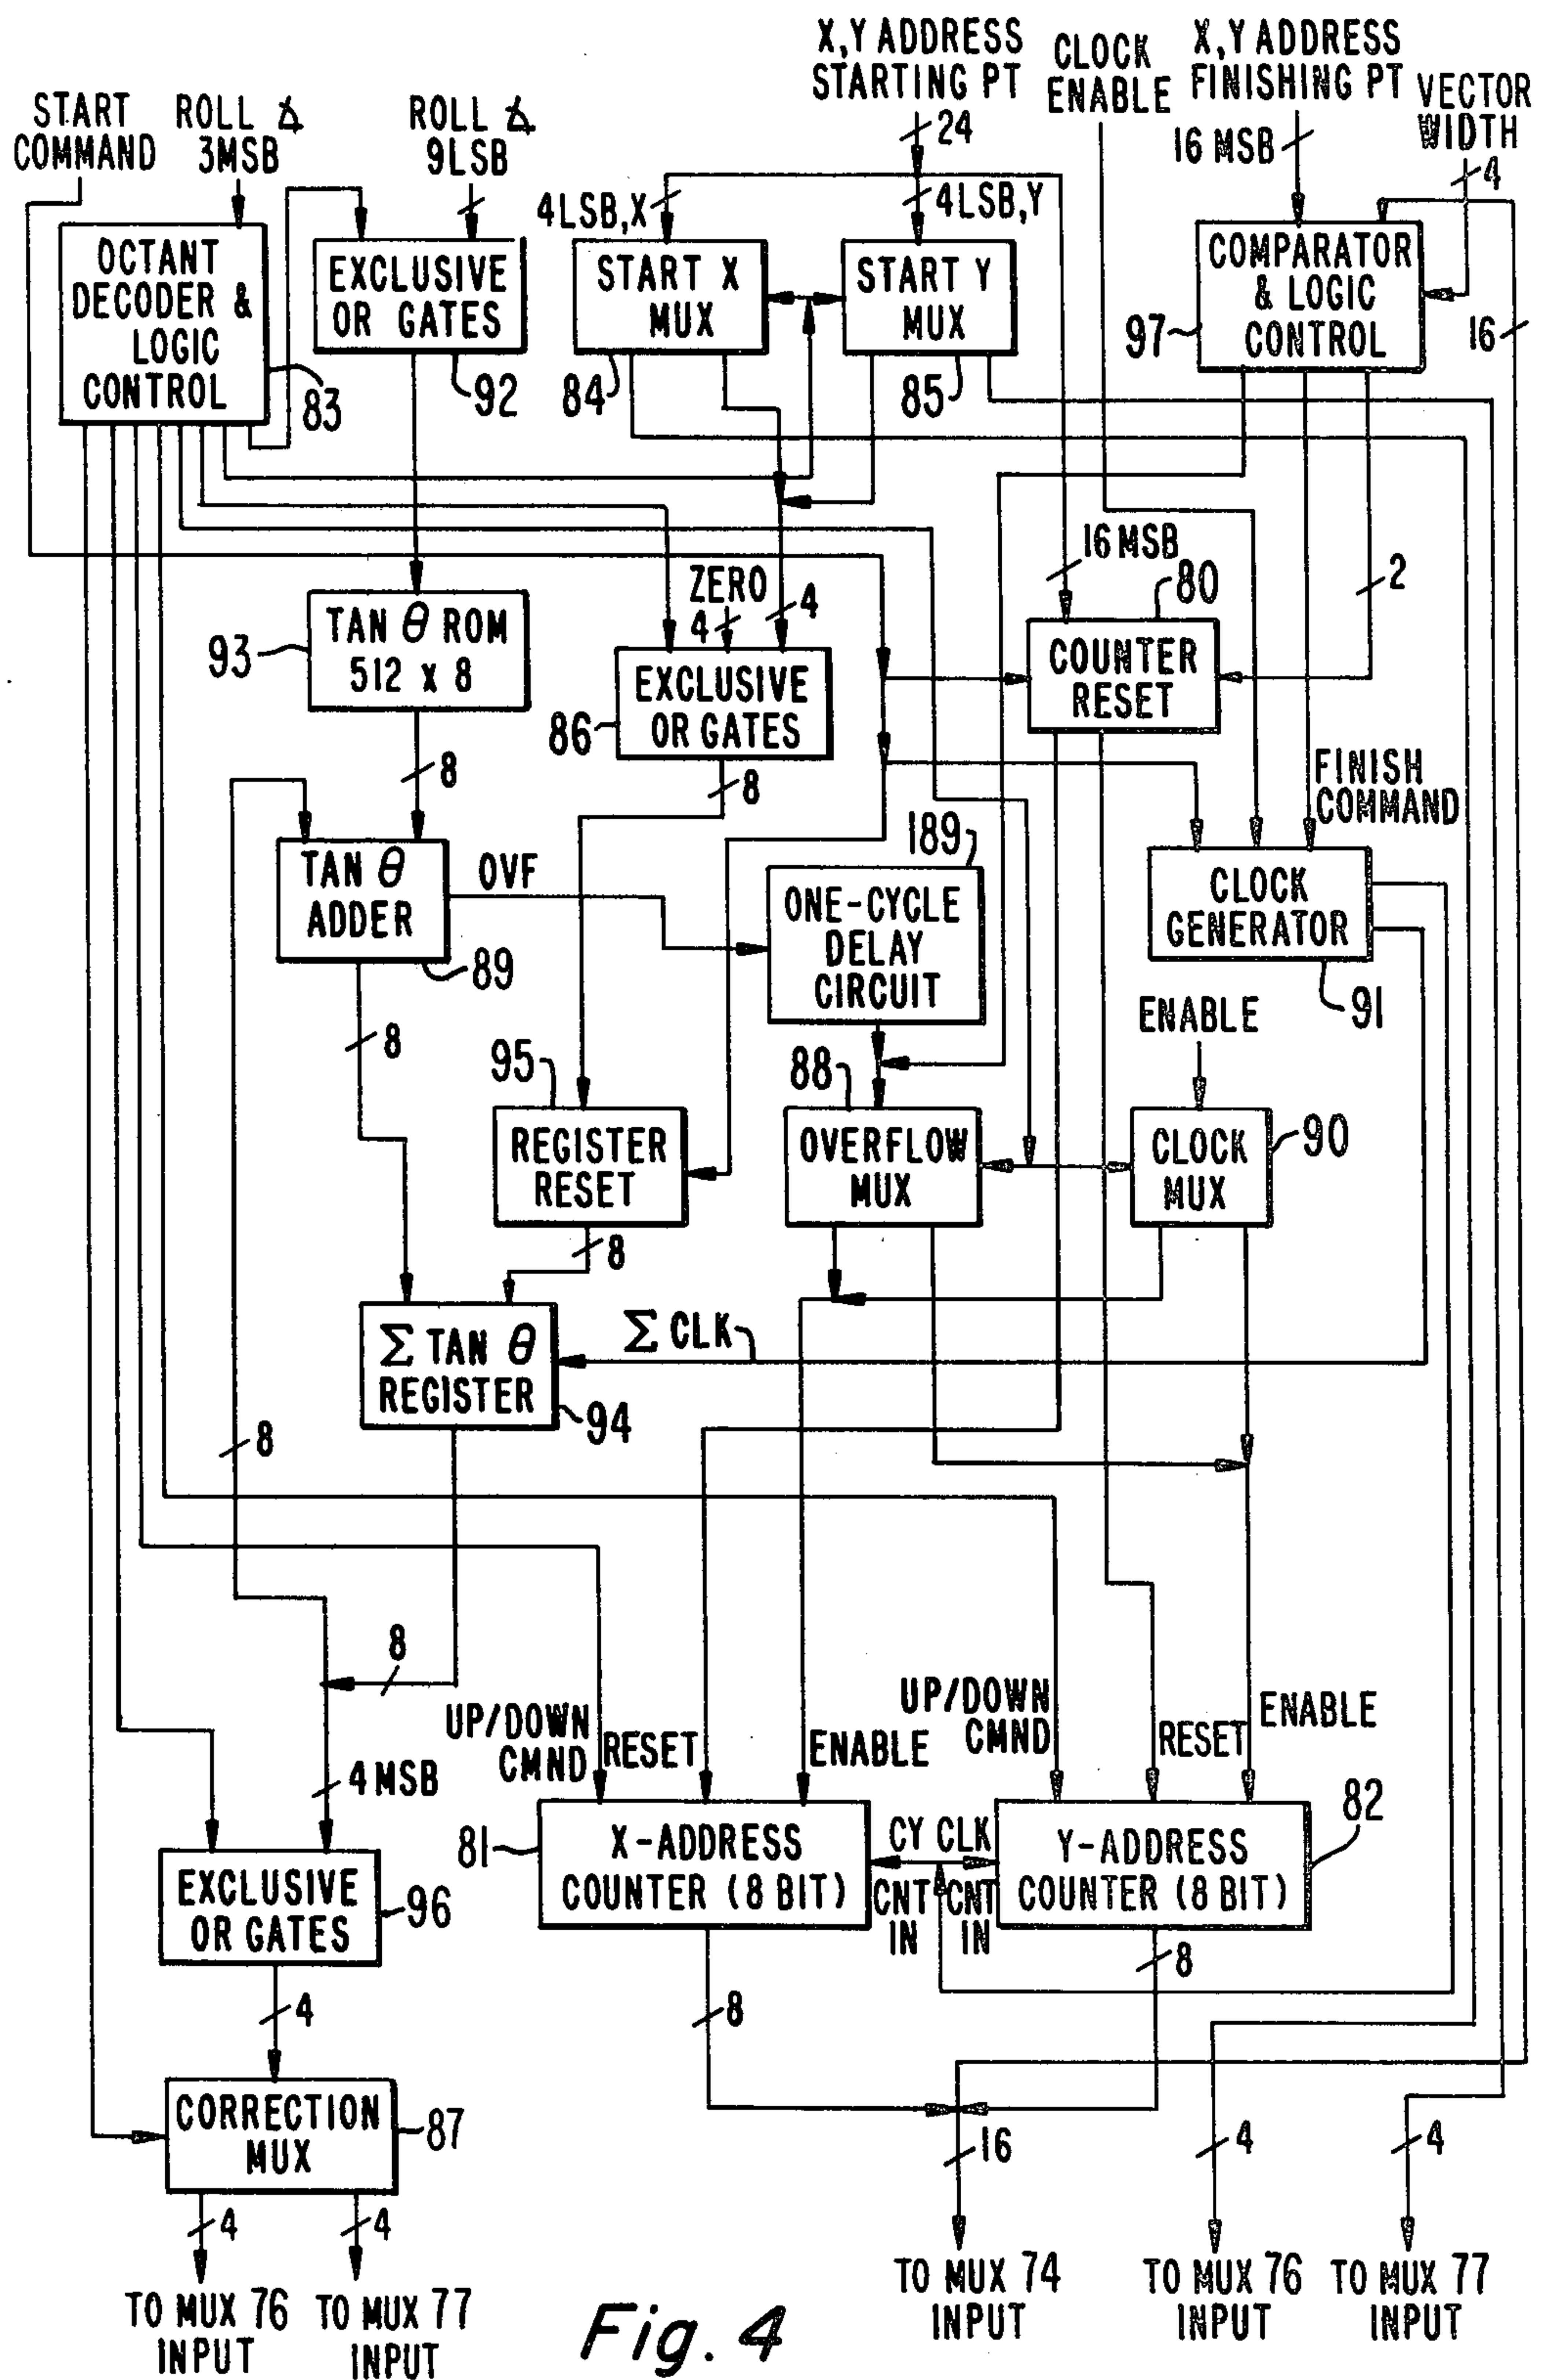 X,Y ADDRESS
STARTING PT
CLOCK
ENABLE
X,Y ADDRESS
FINISHING PT
VECTOR
WIDTH
START
COMMAND
ROLL ∡
3MSB
ROLL ∡
9LSB
24
16 MSB
4
4LSB,X
4LSB,Y
OCTANT
DECODER &
LOGIC
CONTROL
83
EXCLUSIVE
OR GATES
92
START X
MUX
84
START Y
MUX
85
COMPARATOR
& LOGIC
CONTROL
97
16
16 MSB
2
ZERO
4
4
80
TAN θ ROM
512 x 8
93
EXCLUSIVE
OR GATES
86
COUNTER
RESET
8
8
FINISH
COMMAND
TAN θ
ADDER
89
OVF
189
ONE-CYCLE
DELAY
CIRCUIT
CLOCK
GENERATOR
91
8
ENABLE
95
REGISTER
RESET
88
OVERFLOW
MUX
CLOCK
MUX
90
8
Σ TAN θ
REGISTER
94
Σ CLK
8
8
UP/DOWN
CMND
RESET
ENABLE
UP/DOWN
CMND
RESET
ENABLE
4 MSB
81
X-ADDRESS
COUNTER (8 BIT)
CY CLK
CNT
IN
CNT
IN
Y-ADDRESS
COUNTER (8 BIT)
82
EXCLUSIVE
OR GATES
96
8
8
4
CORRECTION
MUX
87
16
4
4
4
4
TO MUX 76
INPUT
TO MUX 77
INPUT
TO MUX 74
INPUT
TO MUX 76
INPUT
TO MUX 77
INPUT
Fig. 4